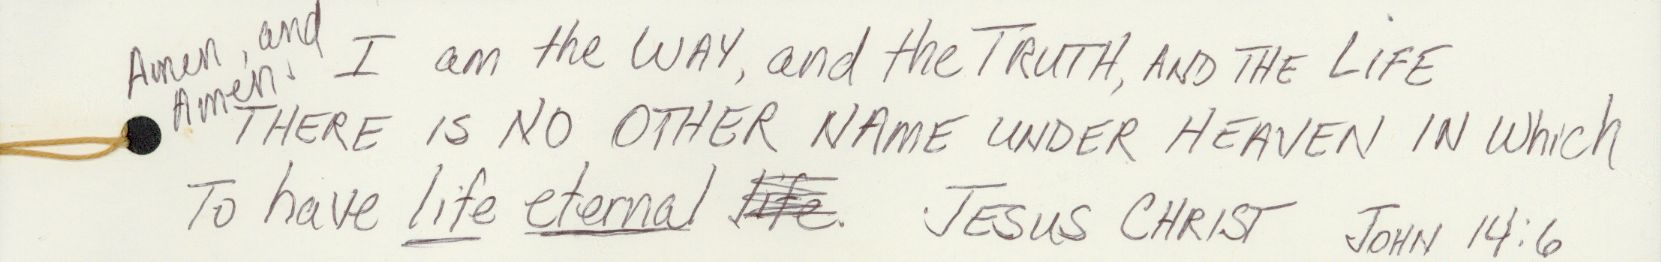 Amen, and
Amen!
I am the WAY, and the TRUTH, AND THE LIFE
THERE IS NO OTHER NAME UNDER HEAVEN IN Which
To have life eternal life. JESUS CHRIST JOHN 14:6